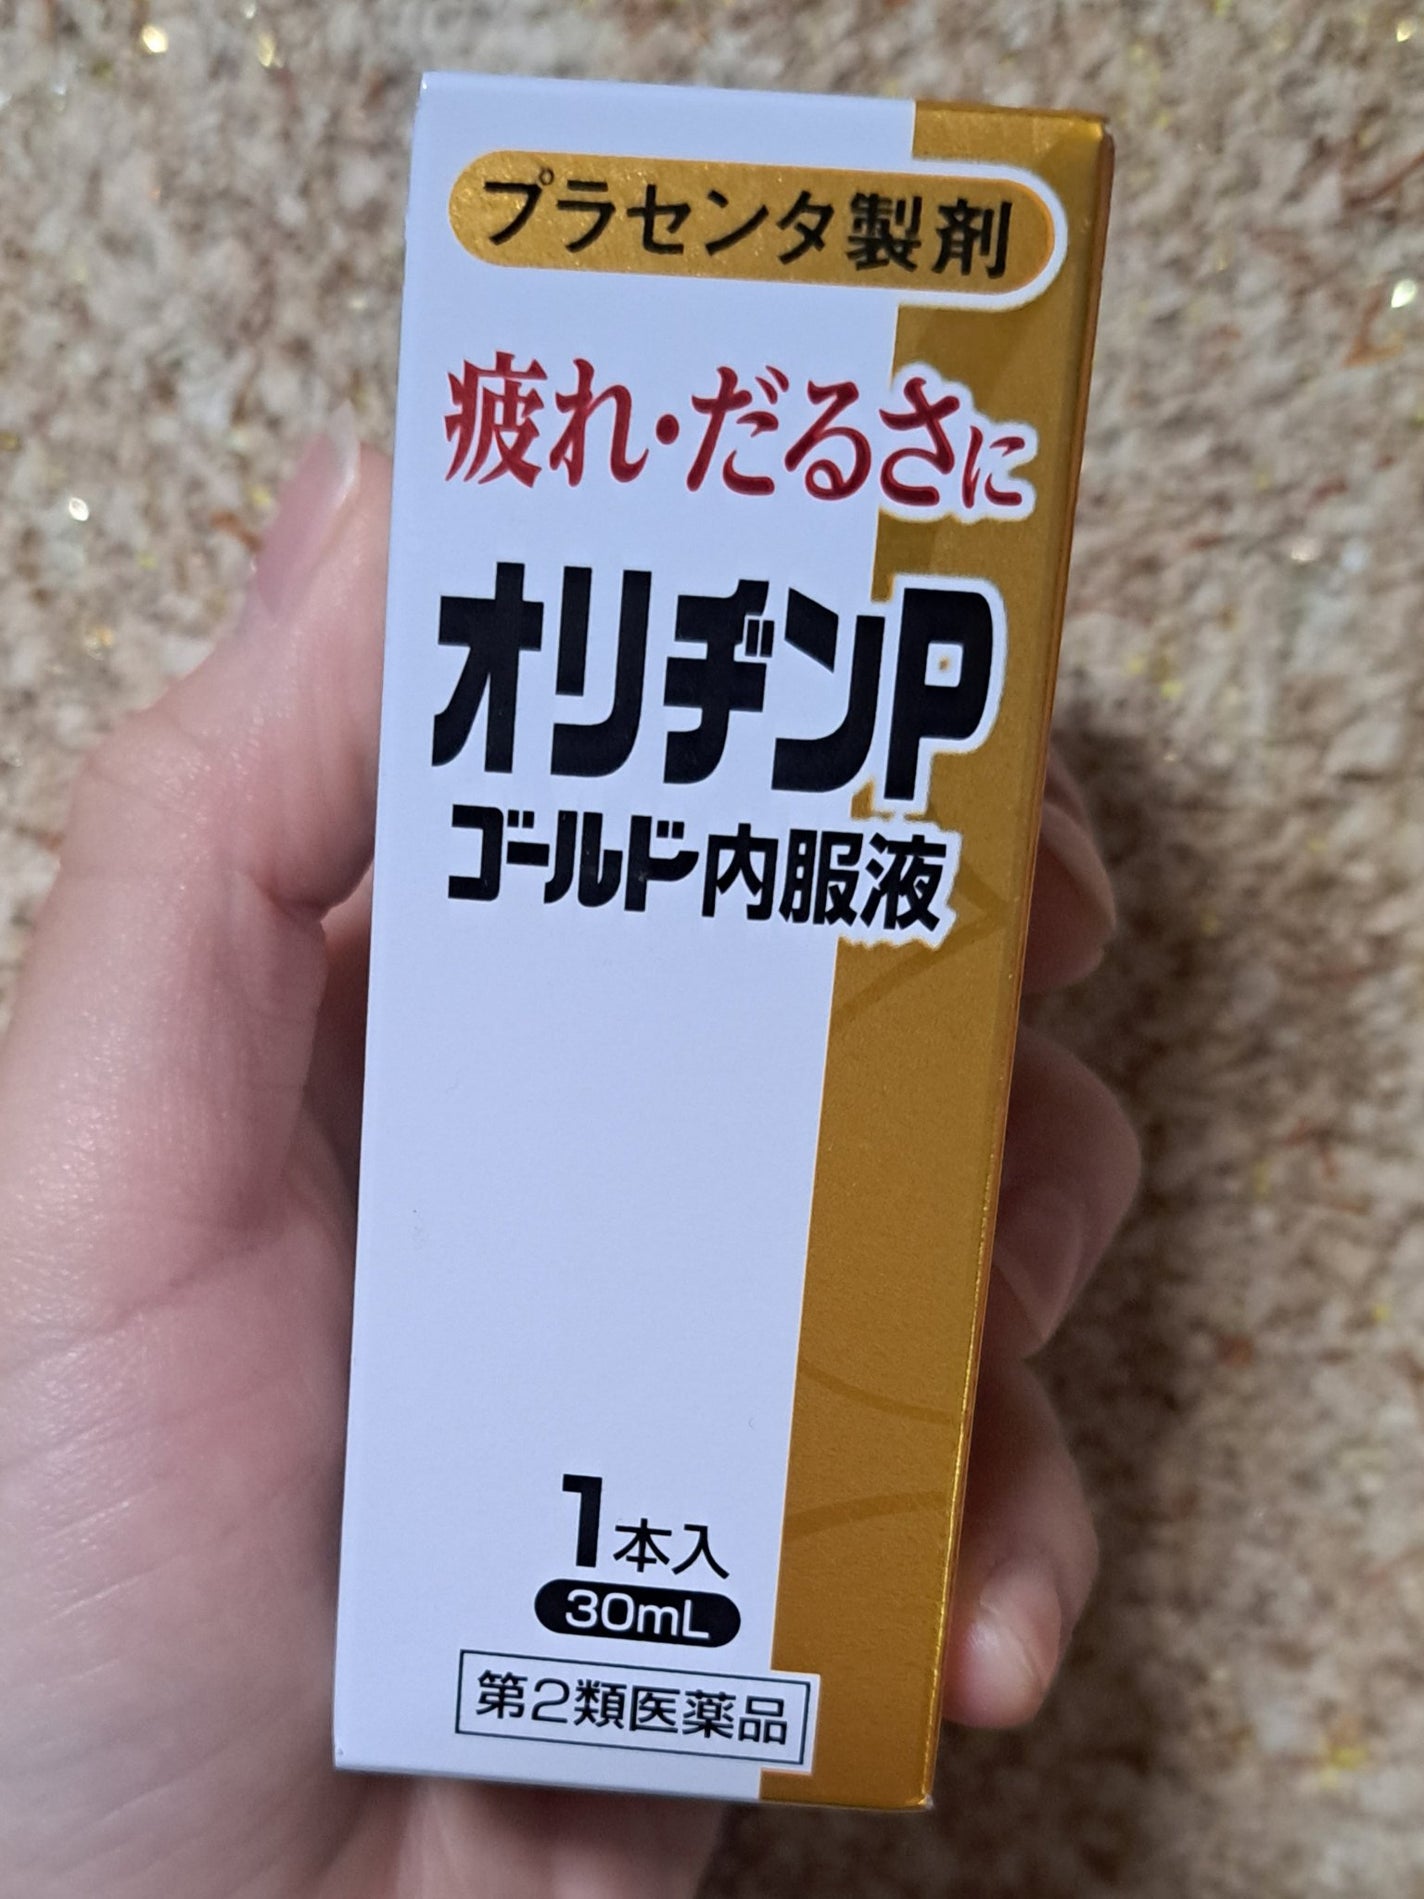 プラセンタ製剤
疲れ・だるさに
オリヂンP
ゴールド内服液
1本入
30mL
第2類医薬品